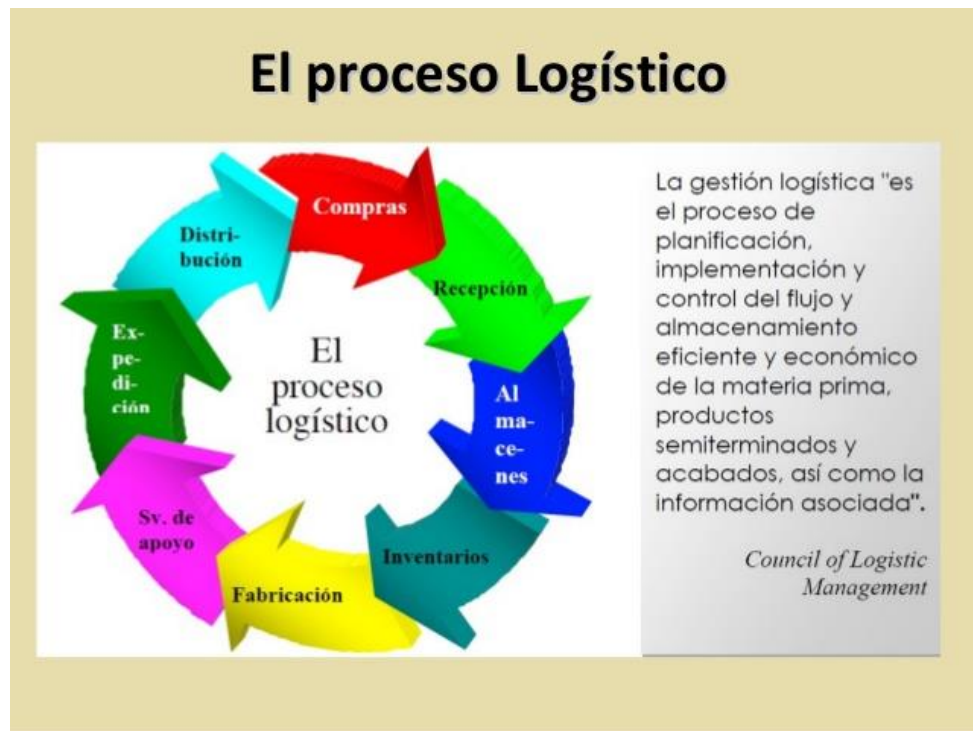 El proceso Logístico
Compras
Recepción
Al
ma-
ce-
nes
Inventarios
Fabricación
Sv. de
apoyo
Ex-
pe-
di-
ción
Distri-
bución
El
proceso
logístico
La gestión logística "es
el proceso de
planificación,
implementación y
control del flujo y
almacenamiento
eficiente y económico
de la materia prima,
productos
semiterminados y
acabados, así como la
información asociada".
Council of Logistic
Management